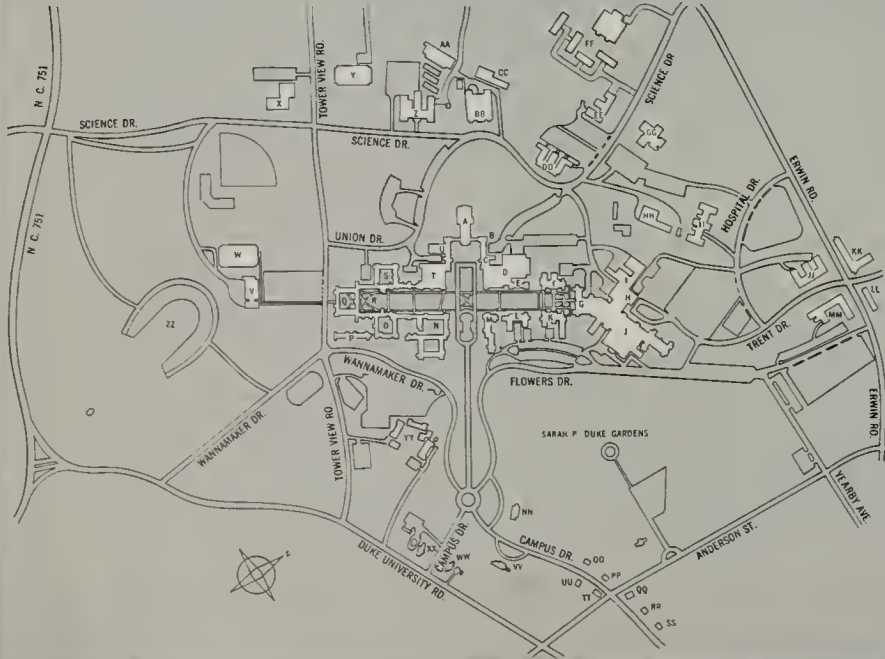 N C. 751
TOWER VIEW RD.
AA
FF
Y
CC
X
Z
BB
SCIENCE DR
SCIENCE DR.
SCIENCE DR.
GG
DD
ERWIN RD.
HOSPITAL DR.
HH
II
A
B
UNION DR.
U
C
N C. 751
W
T
D
KK
S
E
F
I
JJ
V
Q
R
G
H
LL
ZZ
O
N
M
L
K
J
MM
P
TRENT DR.
WANNAMAKER DR.
FLOWERS DR.
ERWIN RD.
WANNAMAKER DR.
TOWER VIEW RD.
YY
SARAH P DUKE GARDENS
YEARBY AVE.
NN
ANDERSON ST.
CAMPUS DR.
XX
CAMPUS DR.
WW
VV
OO
DUKE UNIVERSITY RD.
UU
PP
TT
QQ
RR
SS